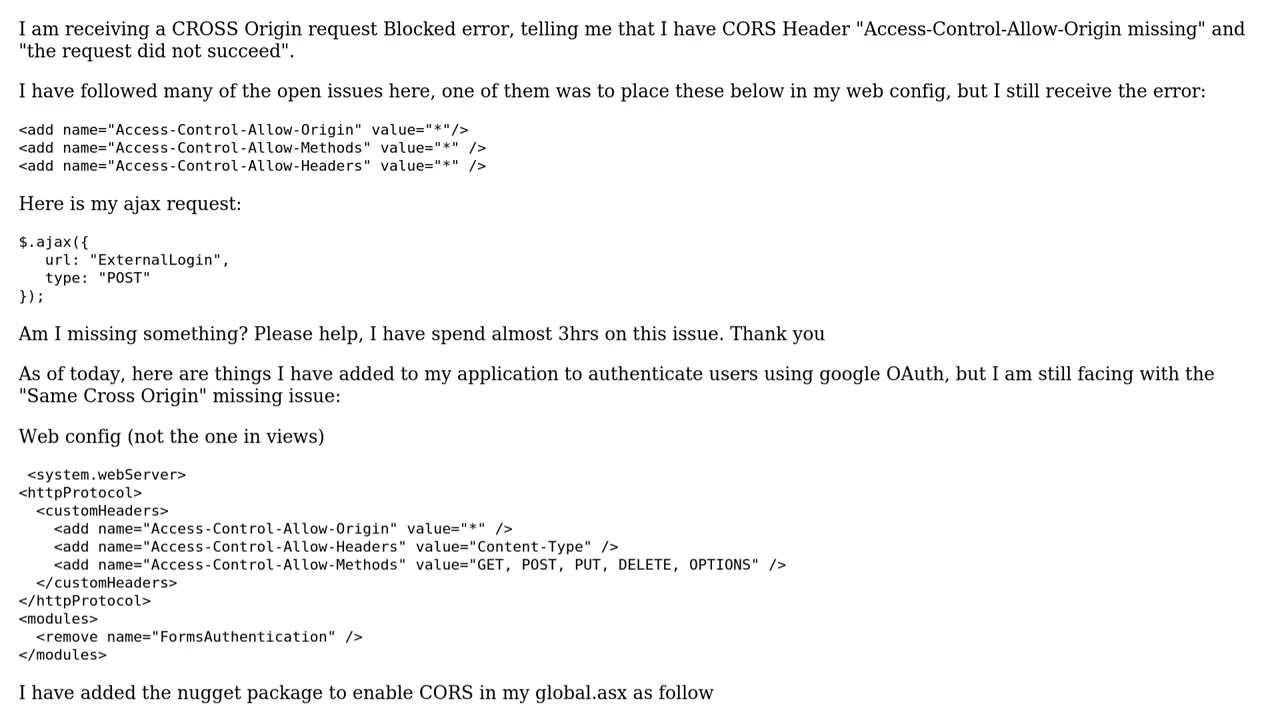 I am receiving a CROSS Origin request Blocked error, telling me that I have CORS Header "Access-Control-Allow-Origin missing" and
"the request did not succeed".
I have followed many of the open issues here, one of them was to place these below in my web config, but I still receive the error:
<add name="Access-Control-Allow-Origin" value="*"/>
<add name="Access-Control-Allow-Methods" value="*" />
<add name="Access-Control-Allow-Headers" value="*" />
Here is my ajax request:
$.ajax({
   url: "ExternalLogin",
   type: "POST"
});
Am I missing something? Please help, I have spend almost 3hrs on this issue. Thank you
As of today, here are things I have added to my application to authenticate users using google OAuth, but I am still facing with the
"Same Cross Origin" missing issue:
Web config (not the one in views)
 <system.webServer>
<httpProtocol>
  <customHeaders>
    <add name="Access-Control-Allow-Origin" value="*" />
    <add name="Access-Control-Allow-Headers" value="Content-Type" />
    <add name="Access-Control-Allow-Methods" value="GET, POST, PUT, DELETE, OPTIONS" />
  </customHeaders>
</httpProtocol>
<modules>
  <remove name="FormsAuthentication" />
</modules>
I have added the nugget package to enable CORS in my global.asx as follow